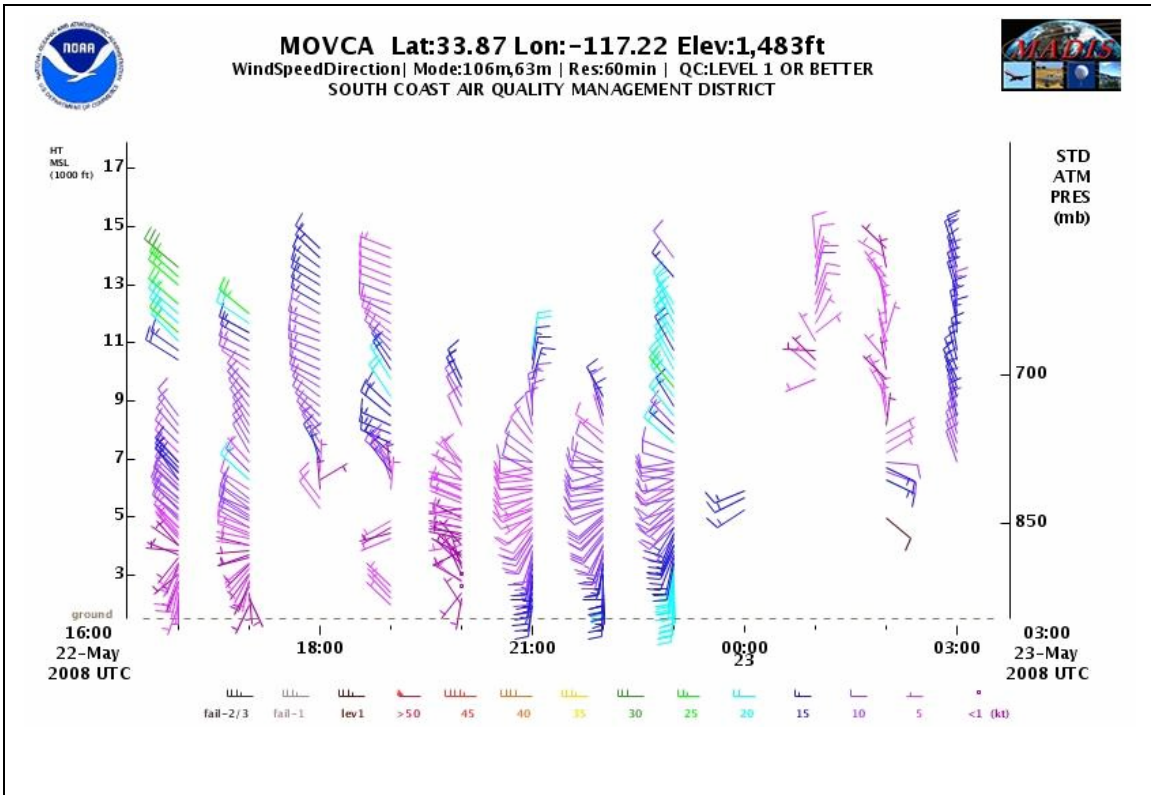 NOAA
MOVCA Lat:33.87 Lon:-117.22 Elev:1,483ft
WindSpeedDirection| Mode:106m,63m | Res:60min | QC:LEVEL 1 OR BETTER
SOUTH COAST AIR QUALITY MANAGEMENT DISTRICT
MADIS
HT
MSL
(1000 ft)
17
15
13
11
9
7
5
3
ground
STD
ATM
PRES
(mb)
700
850
16:00
22-May
2008 UTC
18:00
21:00
00:00
23
03:00
03:00
23-May
2008 UTC
fail-2/3 fail-1 lev1 >50 45 40 35 30 25 20 15 10 5 <1 (kt)